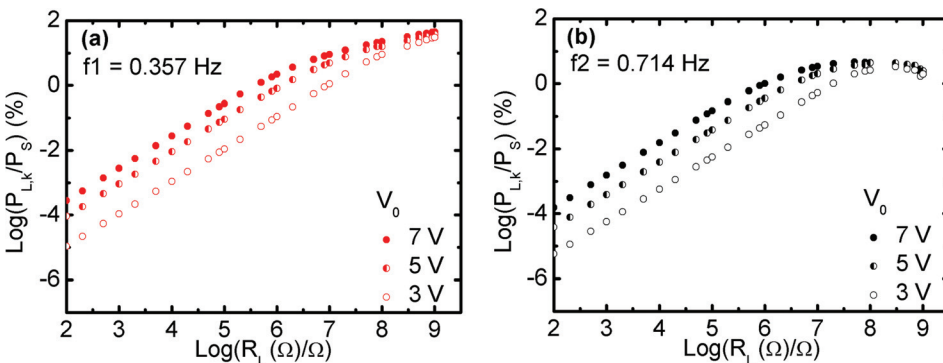 (a)
f1 = 0.357 Hz
Log(P_L,k/P_S) (%)
2
0
-2
-4
-6
V_0
7 V
5 V
3 V
2 3 4 5 6 7 8 9
Log(R_L (Ω)/Ω)
(b)
f2 = 0.714 Hz
Log(P_L,k/P_S) (%)
2
0
-2
-4
-6
V_0
7 V
5 V
3 V
2 3 4 5 6 7 8 9
Log(R_L (Ω)/Ω)